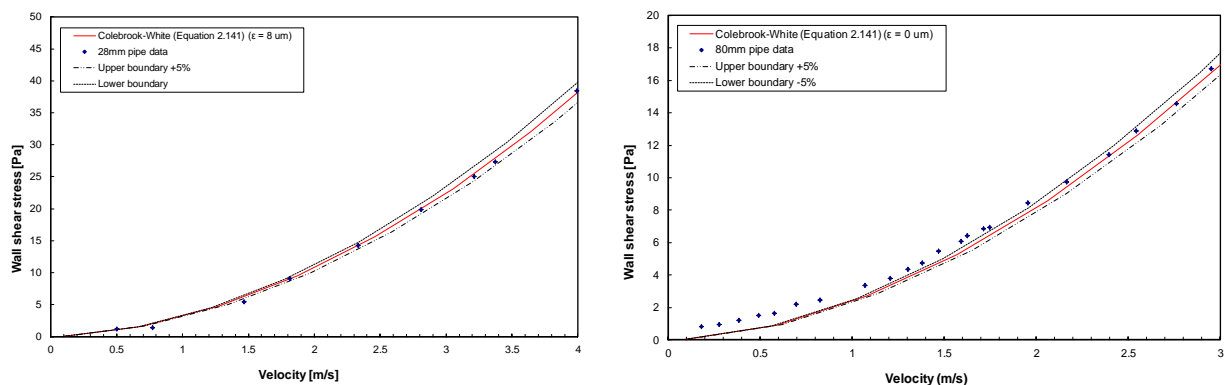 50
45
40
35
30
25
20
15
10
5
0
Wall shear stress [Pa]
Colebrook-White (Equation 2.141) (ε = 8 um)
28mm pipe data
Upper boundary +5%
Lower boundary
0 0.5 1 1.5 2 2.5 3 3.5 4
Velocity [m/s]
20
18
16
14
12
10
8
6
4
2
0
Wall shear stress [Pa]
Colebrook-White (Equation 2.141) (ε = 0 um)
80mm pipe data
Upper boundary +5%
Lower boundary -5%
0 0.5 1 1.5 2 2.5 3
Velocity (m/s)